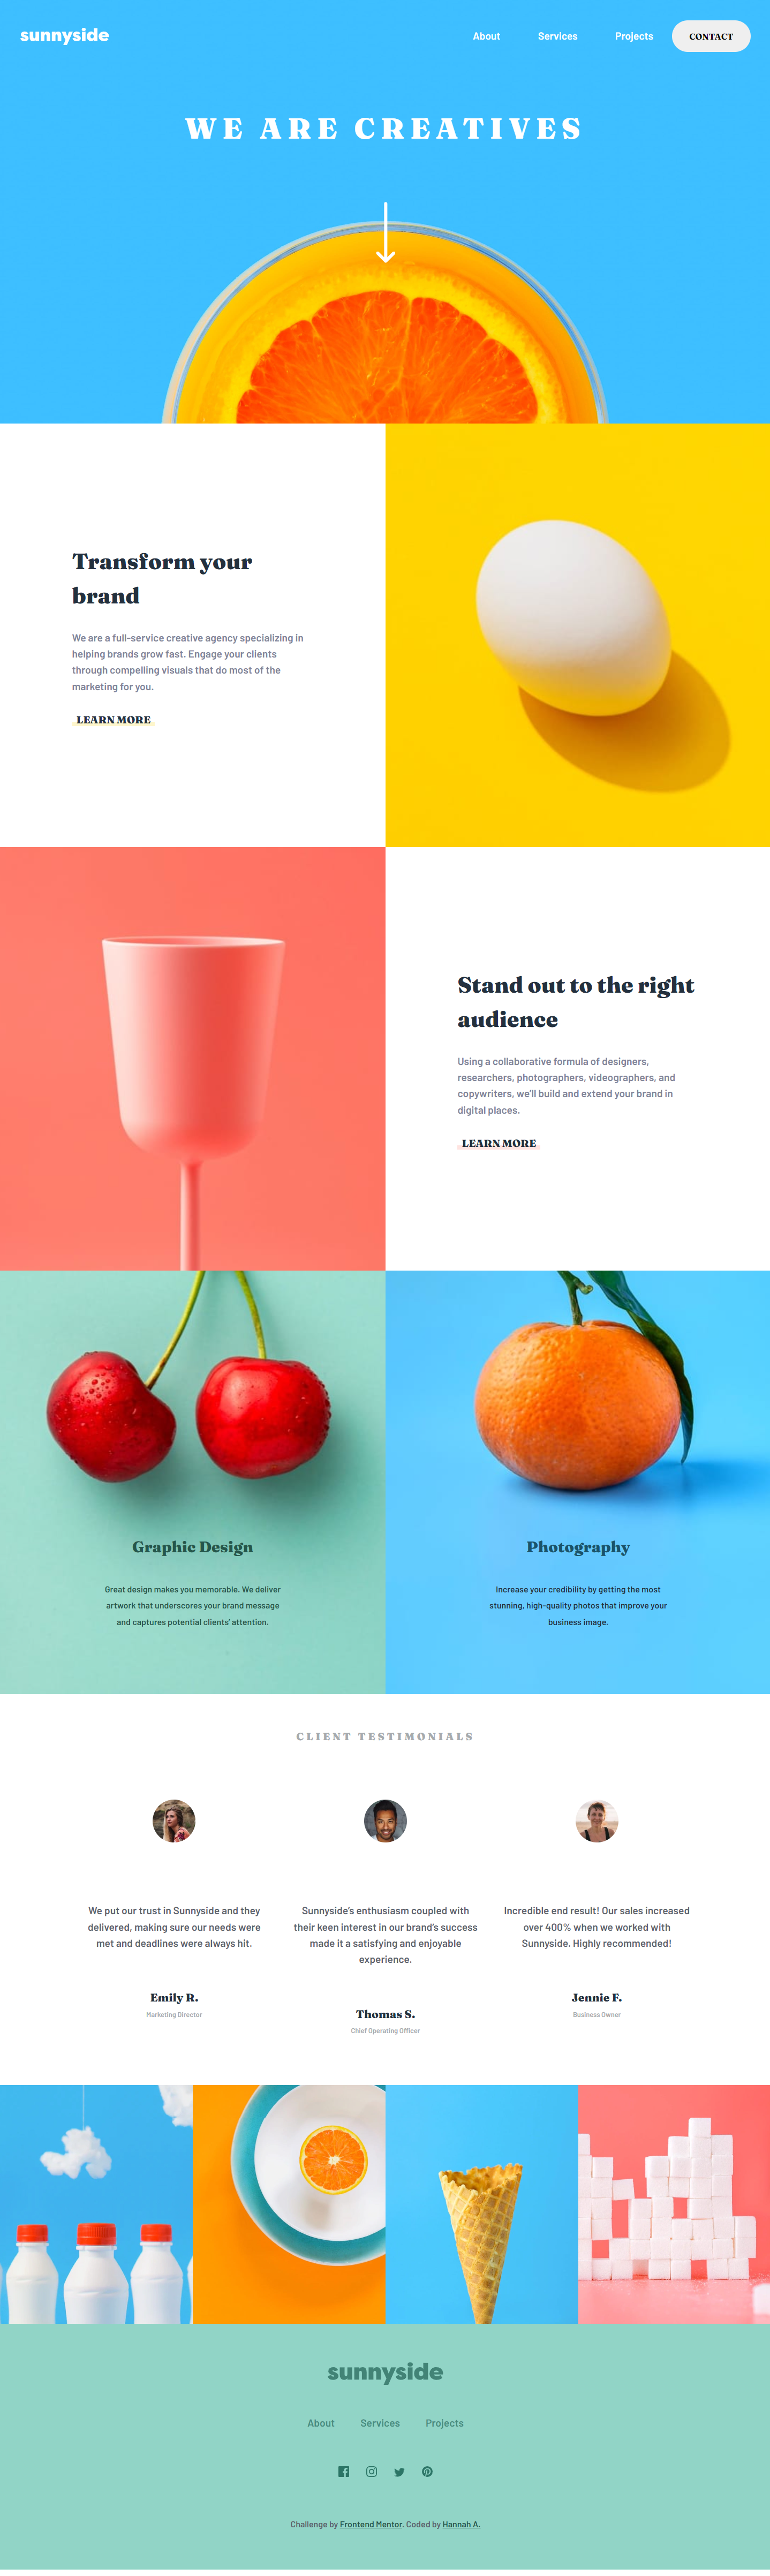 sunnyside
About Services Projects CONTACT
WE ARE CREATIVES
Transform your
brand
We are a full-service creative agency specializing in
helping brands grow fast. Engage your clients
through compelling visuals that do most of the
marketing for you.
LEARN MORE
Stand out to the right
audience
Using a collaborative formula of designers,
researchers, photographers, videographers, and
copywriters, we'll build and extend your brand in
digital places.
LEARN MORE
Graphic Design
Great design makes you memorable. We deliver
artwork that underscores your brand message
and captures potential clients' attention.
Photography
Increase your credibility by getting the most
stunning, high-quality photos that improve your
business image.
CLIENT TESTIMONIALS
We put our trust in Sunnyside and they
delivered, making sure our needs were
met and deadlines were always hit.
Emily R.
Marketing Director
Sunnyside's enthusiasm coupled with
their keen interest in our brand's success
made it a satisfying and enjoyable
experience.
Thomas S.
Chief Operating Officer
Incredible end result! Our sales increased
over 400% when we worked with
Sunnyside. Highly recommended!
Jennie F.
Business Owner
sunnyside
About Services Projects
Challenge by Frontend Mentor. Coded by Hannah A.